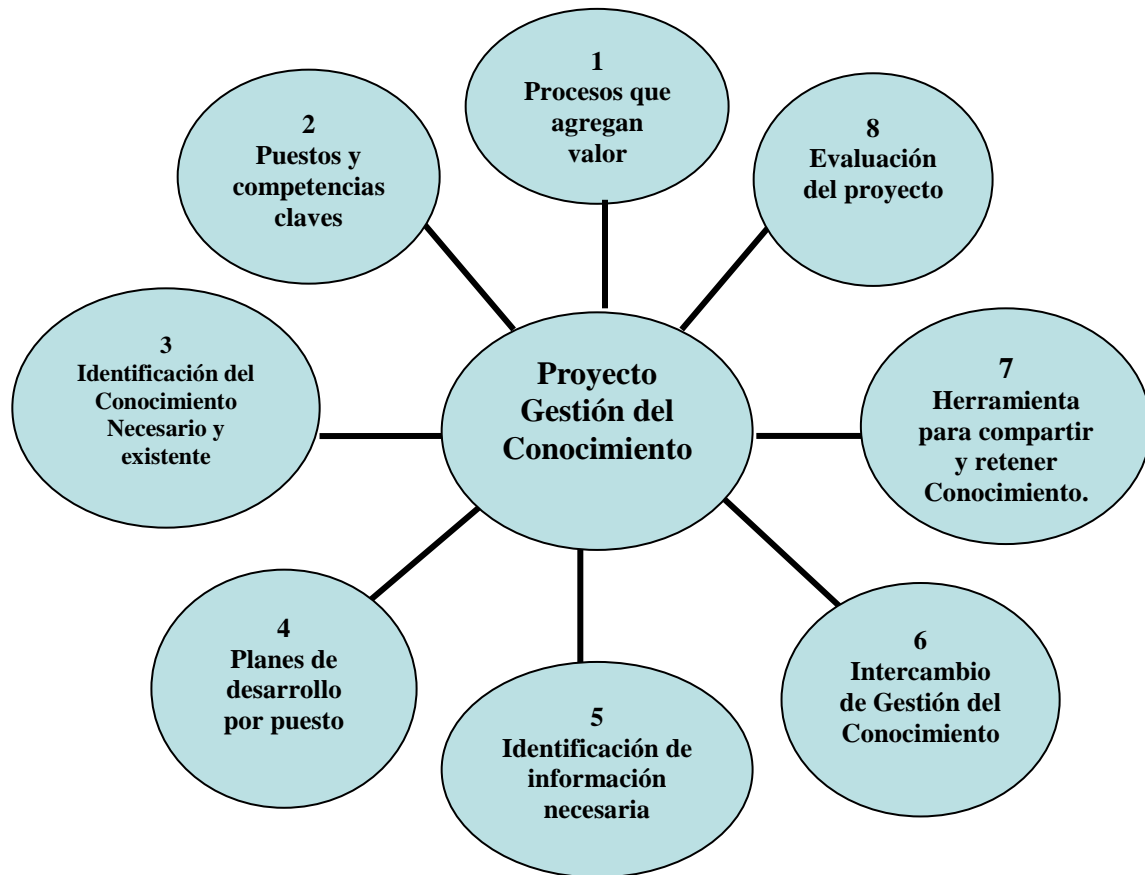 1
Procesos que
agregan
valor
2
Puestos y
competencias
claves
3
Identificación del
Conocimiento
Necesario y
existente
4
Planes de
desarrollo
por puesto
5
Identificación de
información
necesaria
6
Intercambio
de Gestión del
Conocimiento
7
Herramienta
para compartir
y retener
Conocimiento.
8
Evaluación
del proyecto
Proyecto
Gestión del
Conocimiento